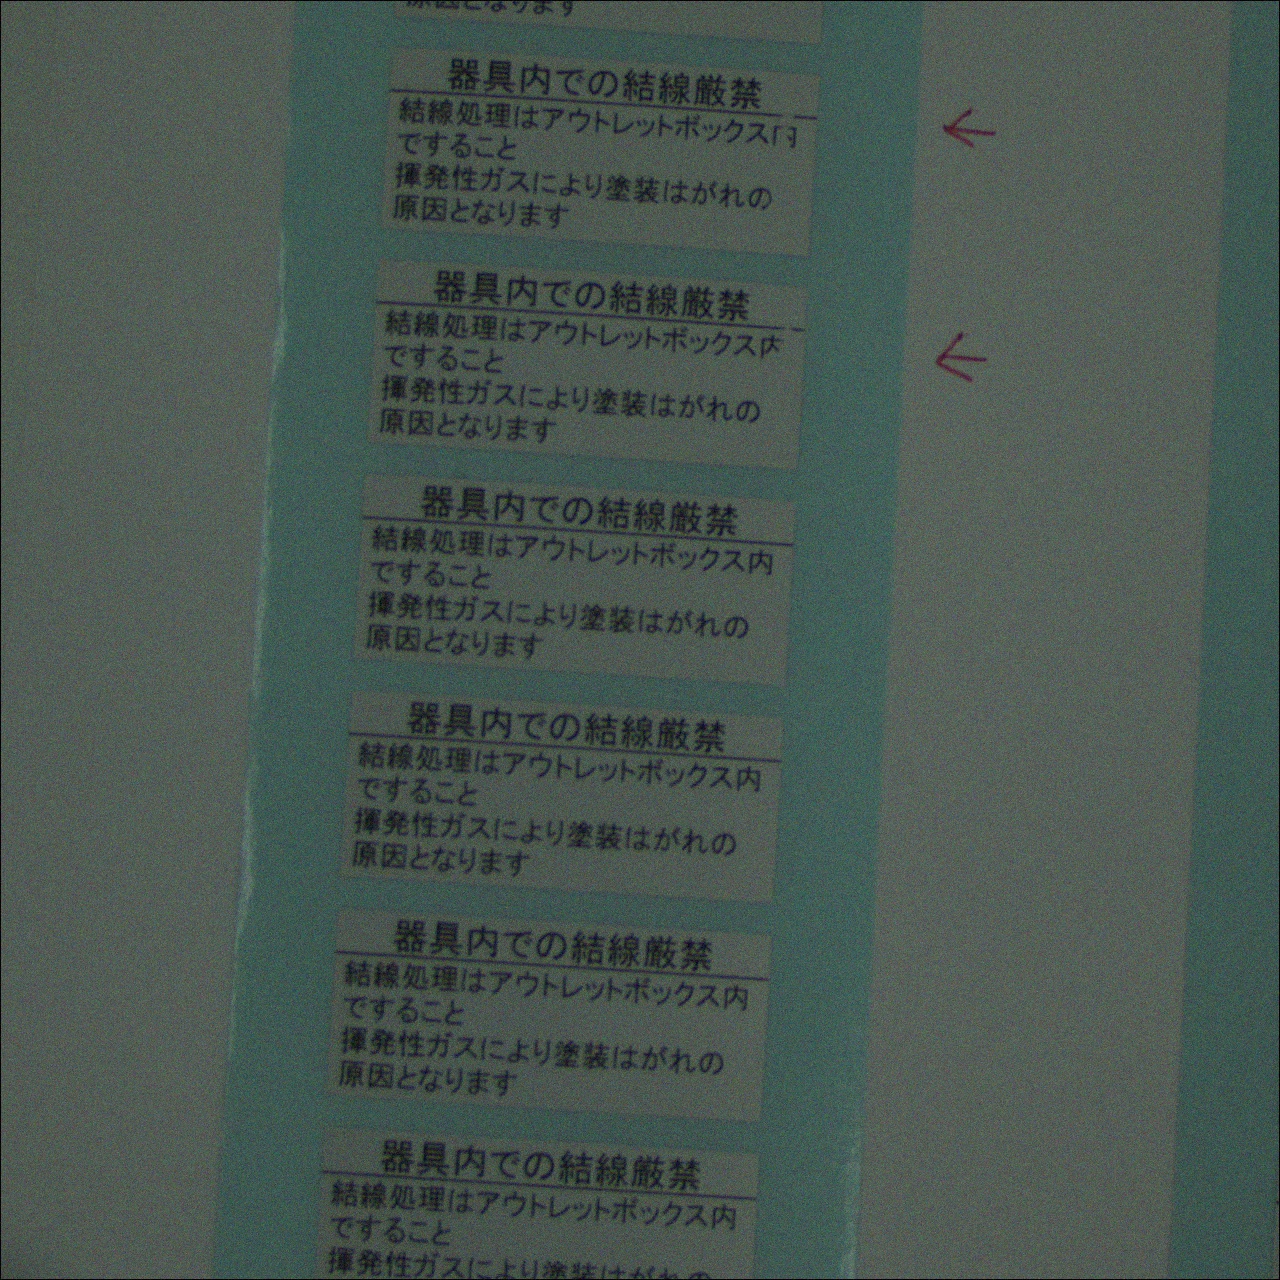 原因となります
器具内での結線厳禁
結線処理はアウトレットボックス内
ですること
揮発性ガスにより塗装はがれの
原因となります
器具内での結線厳禁
結線処理はアウトレットボックス内
ですること
揮発性ガスにより塗装はがれの
原因となります
器具内での結線厳禁
結線処理はアウトレットボックス内
ですること
揮発性ガスにより塗装はがれの
原因となります
器具内での結線厳禁
結線処理はアウトレットボックス内
ですること
揮発性ガスにより塗装はがれの
原因となります
器具内での結線厳禁
結線処理はアウトレットボックス内
ですること
揮発性ガスにより塗装はがれの
原因となります
器具内での結線厳禁
結線処理はアウトレットボックス内
ですること
揮発性ガスにより塗装はがれの